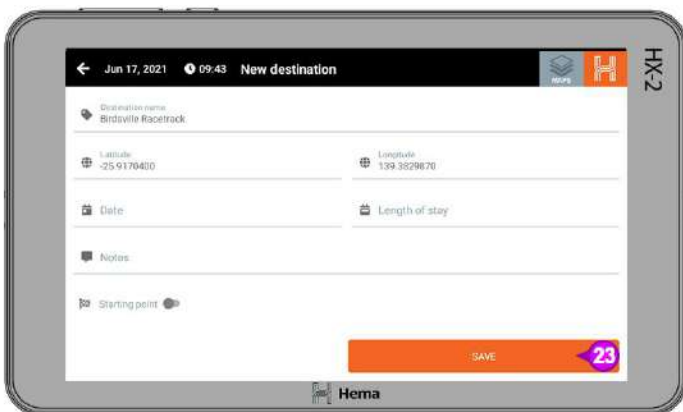 Jun 17, 2021 09:43 New destination
MAPS
HX-2
Destination name
Birdsville Racetrack
Latitude Longitude
-25.9170400 139.3829870
Date Length of stay
Notes
Starting point
SAVE 23
Hema